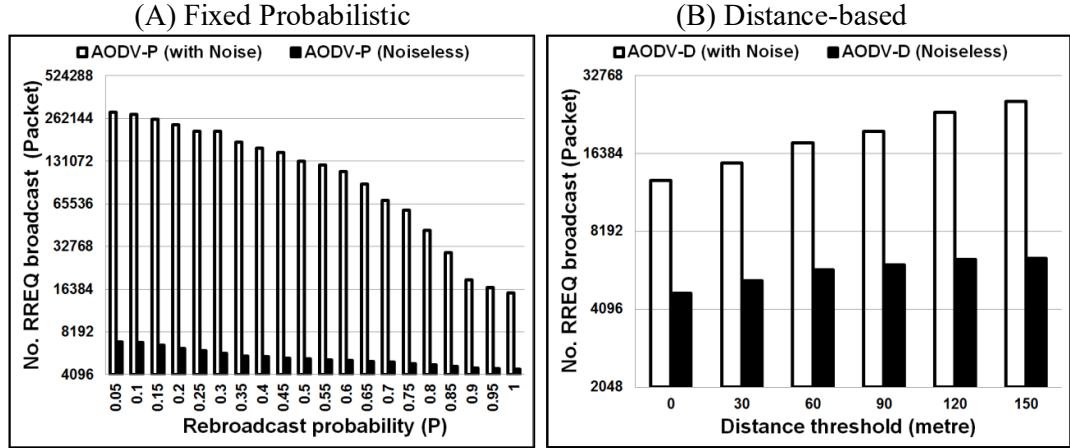 (A) Fixed Probabilistic
AODV-P (with Noise) AODV-P (Noiseless)
No. RREQ broadcast (Packet)
524288
262144
131072
65536
32768
16384
8192
4096
0.05 0.1 0.15 0.2 0.25 0.3 0.35 0.4 0.45 0.5 0.55 0.6 0.65 0.7 0.75 0.8 0.85 0.9 0.95 1
Rebroadcast probability (P)
(B) Distance-based
AODV-D (with Noise) AODV-D (Noiseless)
No. RREQ broadcast (Packet)
32768
16384
8192
4096
2048
0 30 60 90 120 150
Distance threshold (metre)